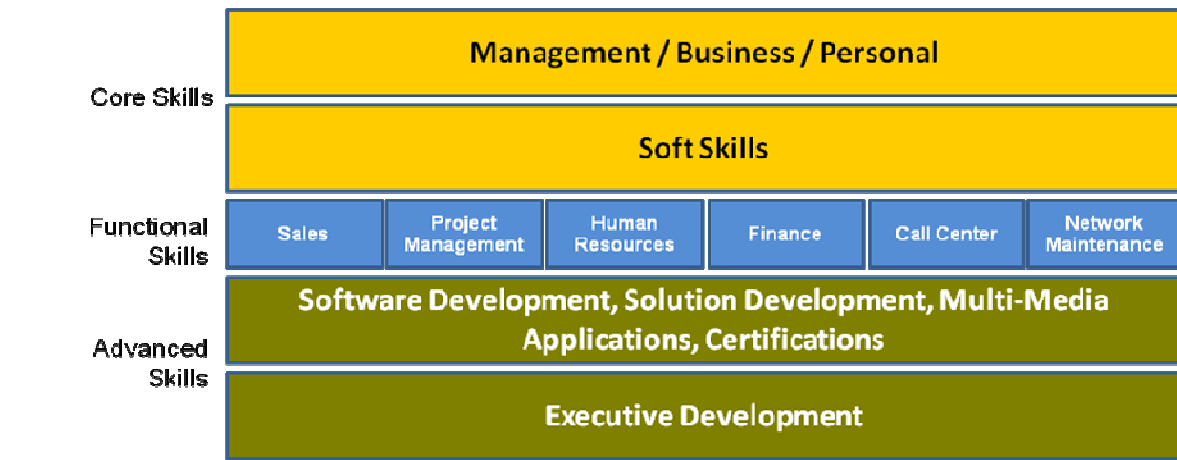 Management / Business / Personal
Core Skills
Soft Skills
Functional
Skills
Sales
Project
Management
Human
Resources
Finance
Call Center
Network
Maintenance
Software Development, Solution Development, Multi-Media
Applications, Certifications
Advanced
Skills
Executive Development